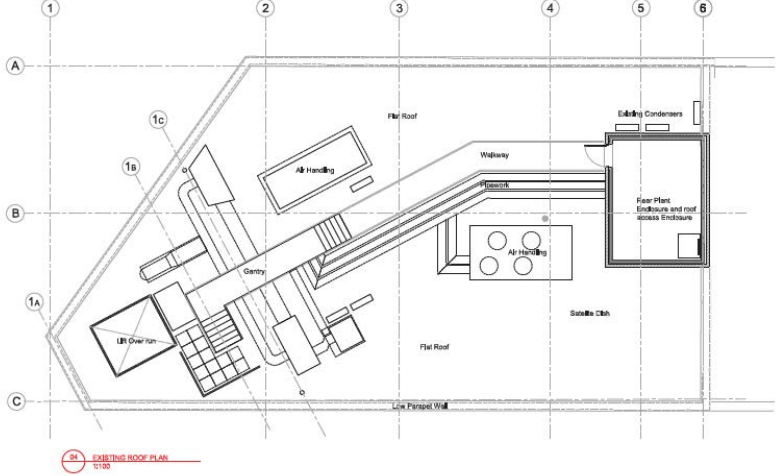 1
2
3
4
5
6
A
1C
Flat Roof
Existing Condensers
1B
Air Handling
Walkway
Pipework
B
Rear Plant
Enclosure and roof
access Enclosure
Air Handling
Gantry
1A
Satellite Dish
Lift Over run
Flat Roof
C
Low Parapet Wall
04
EXISTING ROOF PLAN
1:100